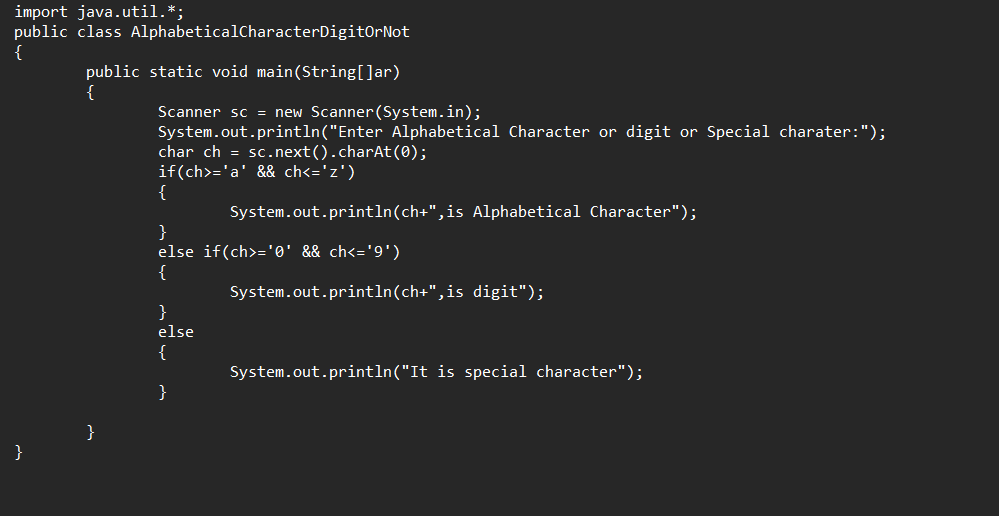 import java.util.*;
public class AlphabeticalCharacterDigitOrNot
{
        public static void main(String[]ar)
        {
                Scanner sc = new Scanner(System.in);
                System.out.println("Enter Alphabetical Character or digit or Special charater:");
                char ch = sc.next().charAt(0);
                if(ch>='a' && ch<='z')
                {
                        System.out.println(ch+",is Alphabetical Character");
                }
                else if(ch>='0' && ch<='9')
                {
                        System.out.println(ch+",is digit");
                }
                else
                {
                        System.out.println("It is special character");
                }

        }
}